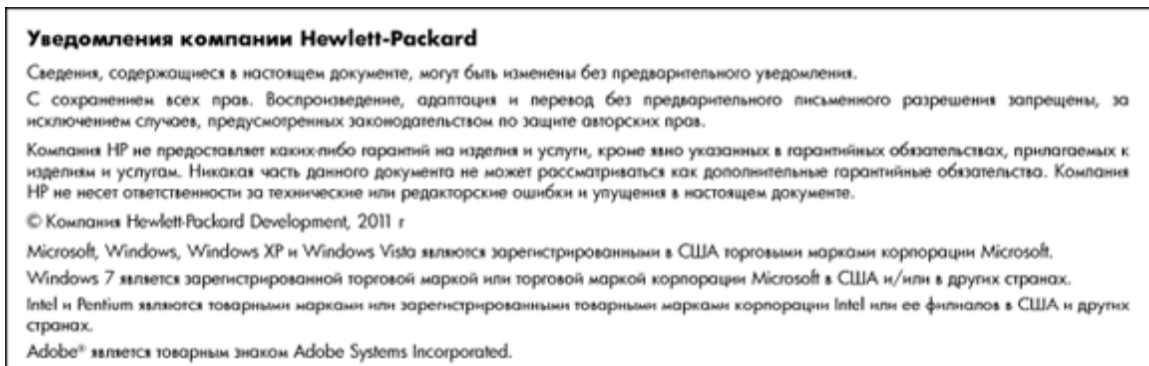 Уведомления компании Hewlett-Packard
Сведения, содержащиеся в настоящем документе, могут быть изменены без предварительного уведомления.
С сохранением всех прав. Воспроизведение, адаптация и перевод без предварительного письменного разрешения запрещены, за
исключением случаев, предусмотренных законодательством по защите авторских прав.
Компания HP не предоставляет каких-либо гарантий на изделия и услуги, кроме явно указанных в гарантийных обязательствах, прилагаемых к
изделиям и услугам. Никакая часть данного документа не может рассматриваться как дополнительные гарантийные обязательства. Компания
HP не несет ответственности за технические или редакторские ошибки и упущения в настоящем документе.
© Компания Hewlett-Packard Development, 2011 г
Microsoft, Windows, Windows XP и Windows Vista являются зарегистрированными в США торговыми марками корпорации Microsoft.
Windows 7 является зарегистрированной торговой маркой или торговой маркой корпорации Microsoft в США и/или в других странах.
Intel и Pentium являются товарными марками или зарегистрированными товарными марками корпорации Intel или ее филиалов в США и других
странах.
Adobe® является товарным знаком Adobe Systems Incorporated.